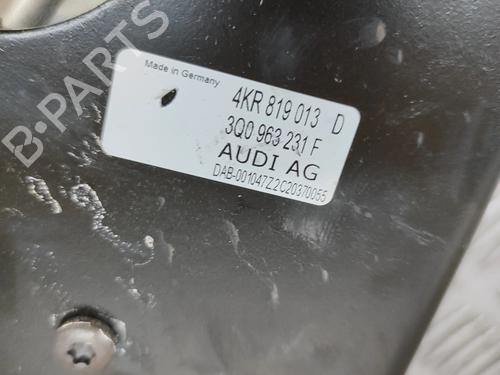 Made in Germany
4KR 819 013 D
3Q0 963 231 F
AUDI AG
DAB-001047Z2C20370055
B-PARTS